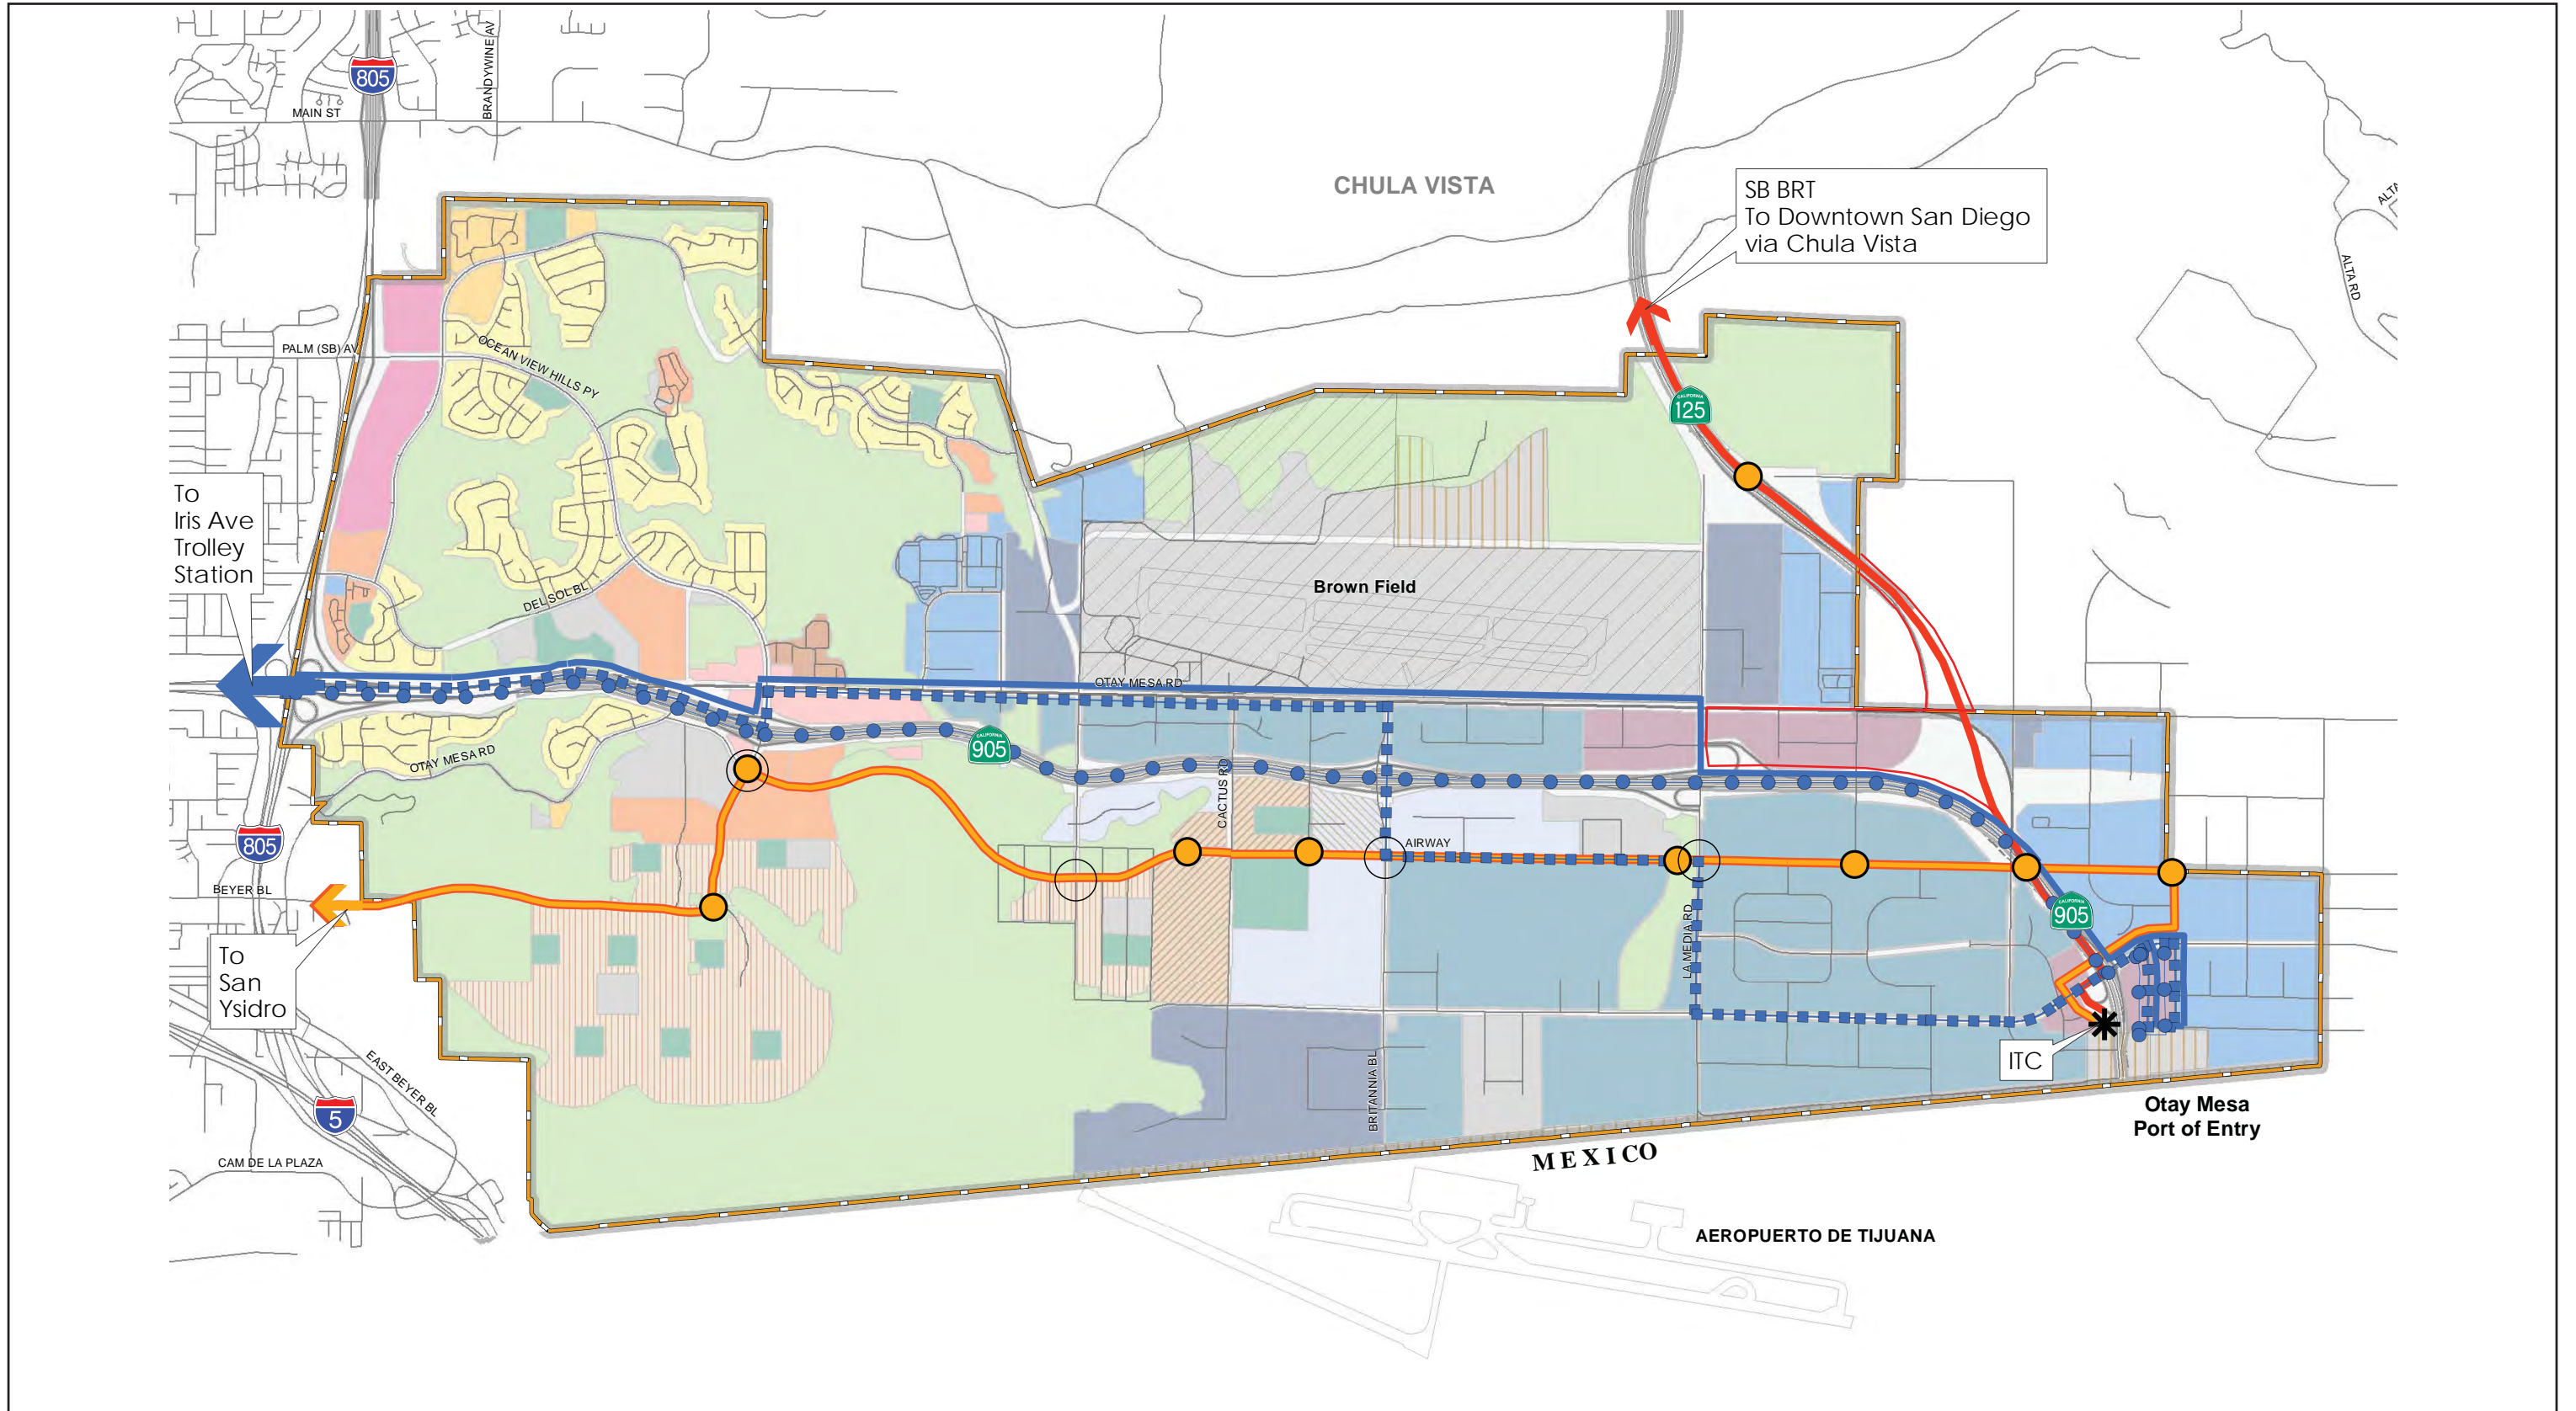 805
BRANDYWINE AV
MAIN ST
CHULA VISTA
SB BRT
To Downtown San Diego
via Chula Vista
ALTA RD
PALM (SB) AV
OCEAN VIEW HILLS PY
CALIFORNIA
125
To
Iris Ave
Trolley
Station
DEL SOL BL
Brown Field
OTAY MESA RD
OTAY MESA RD
CALIFORNIA
905
CACTUS RD
805
AIRWAY
BEYER BL
CALIFORNIA
905
LA MEDIA RD
To
San
Ysidro
ITC
EAST BEYER BL
BRITANNIA BL
5
Otay Mesa
Port of Entry
CAM DE LA PLAZA
MEXICO
AEROPUERTO DE TIJUANA